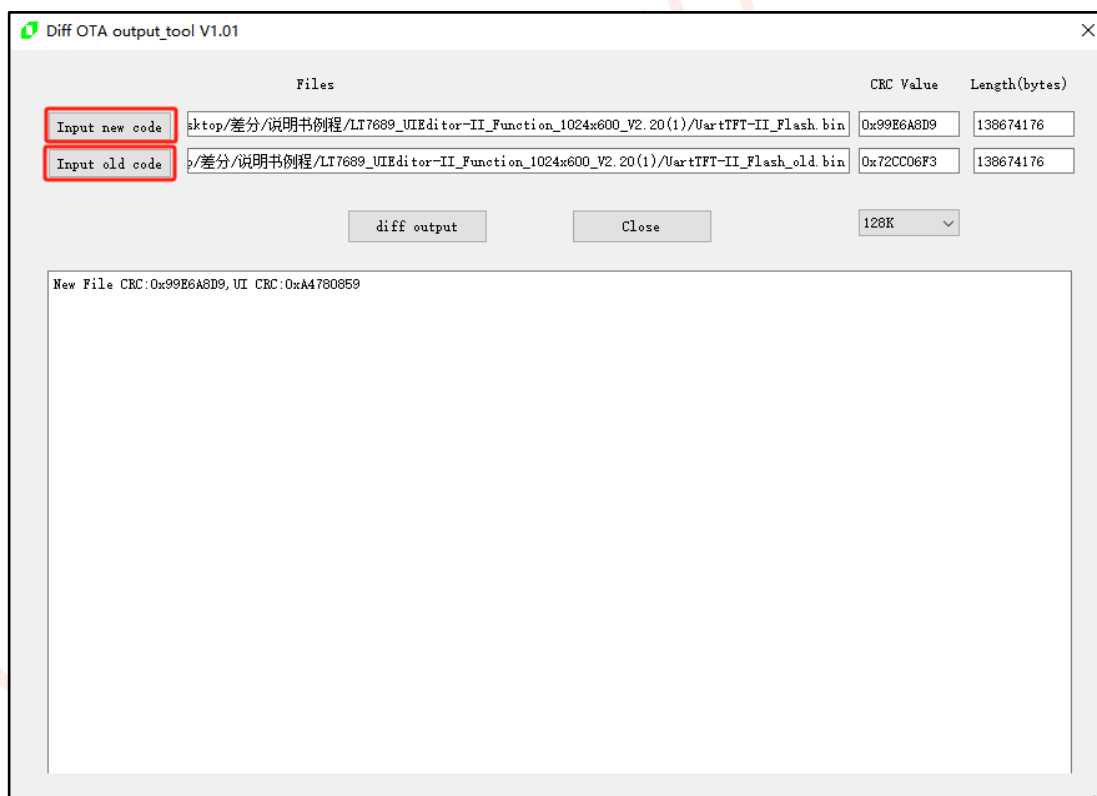 Diff OTA output_tool V1.01
Files CRC Value Length(bytes)
Input new code sktop/差分/说明书例程/LT7689_UIEditor-II_Function_1024x600_V2.20(1)/UartTFT-II_Flash.bin 0x99E6A8D9 138674176
Input old code /差分/说明书例程/LT7689_UIEditor-II_Function_1024x600_V2.20(1)/UartTFT-II_Flash_old.bin 0x72CC06F3 138674176
diff output Close 128K
New File CRC:0x99E6A8D9,UI CRC:0xA4780859